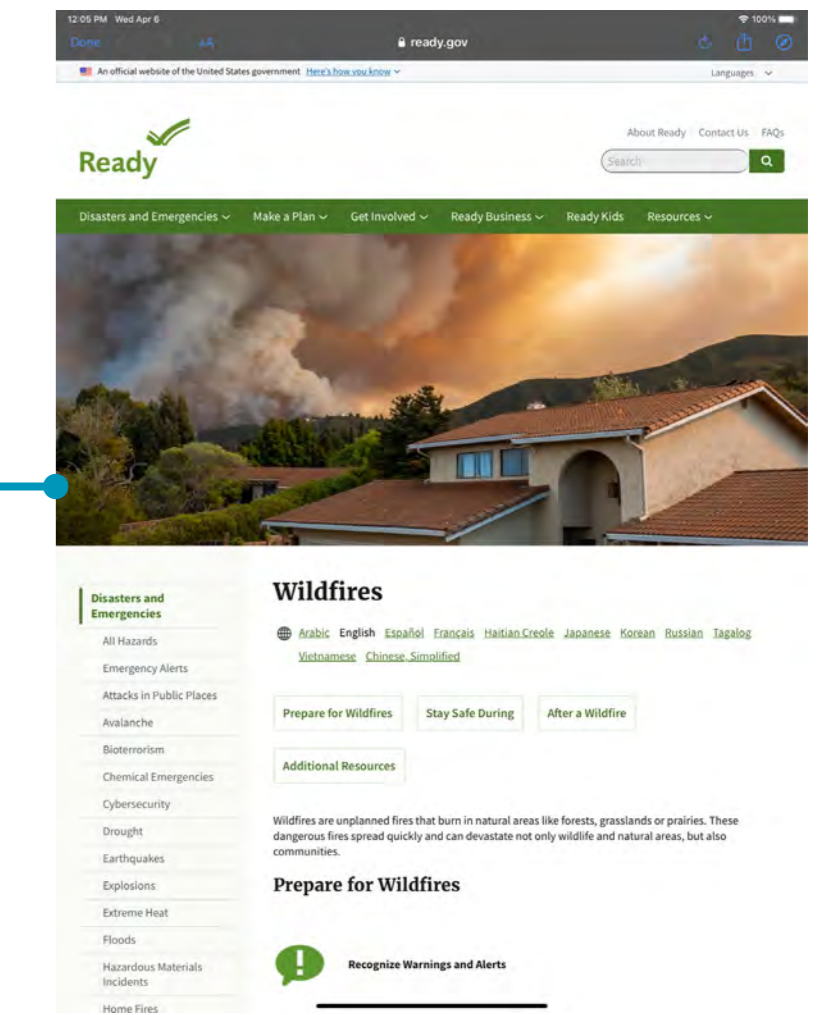 12:05 PM Wed Apr 6
100%
Done
AA
ready.gov
An official website of the United States government Here's how you know
Languages
Ready
About Ready Contact Us FAQs
Search
Disasters and Emergencies Make a Plan Get Involved Ready Business Ready Kids Resources
Disasters and
Emergencies
All Hazards
Emergency Alerts
Attacks in Public Places
Avalanche
Bioterrorism
Chemical Emergencies
Cybersecurity
Drought
Earthquakes
Explosions
Extreme Heat
Floods
Hazardous Materials
Incidents
Home Fires
Wildfires
Arabic English Español Français Haitian Creole Japanese Korean Russian Tagalog
Vietnamese Chinese, Simplified
Prepare for Wildfires Stay Safe During After a Wildfire
Additional Resources
Wildfires are unplanned fires that burn in natural areas like forests, grasslands or prairies. These
dangerous fires spread quickly and can devastate not only wildlife and natural areas, but also
communities.
Prepare for Wildfires
Recognize Warnings and Alerts